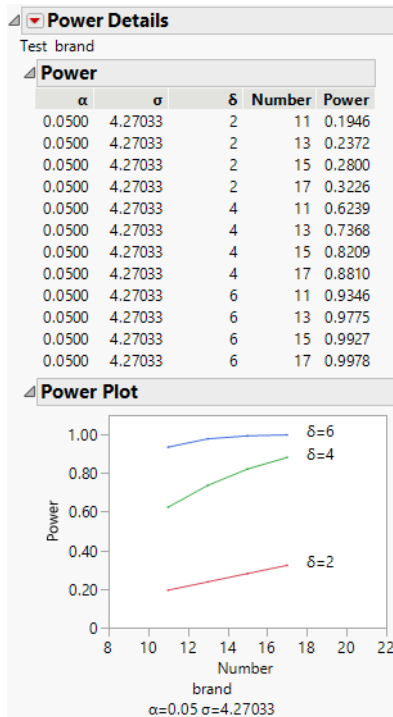 Power Details
Test brand
Power
α σ δ Number Power
0.0500 4.27033 2 11 0.1946
0.0500 4.27033 2 13 0.2372
0.0500 4.27033 2 15 0.2800
0.0500 4.27033 2 17 0.3226
0.0500 4.27033 4 11 0.6239
0.0500 4.27033 4 13 0.7368
0.0500 4.27033 4 15 0.8209
0.0500 4.27033 4 17 0.8810
0.0500 4.27033 6 11 0.9346
0.0500 4.27033 6 13 0.9775
0.0500 4.27033 6 15 0.9927
0.0500 4.27033 6 17 0.9978
Power Plot
1.00
0.80
0.60
0.40
0.20
0
Power
δ=6
δ=4
δ=2
8 10 12 14 16 18 20 22
Number
brand
α=0.05 σ=4.27033